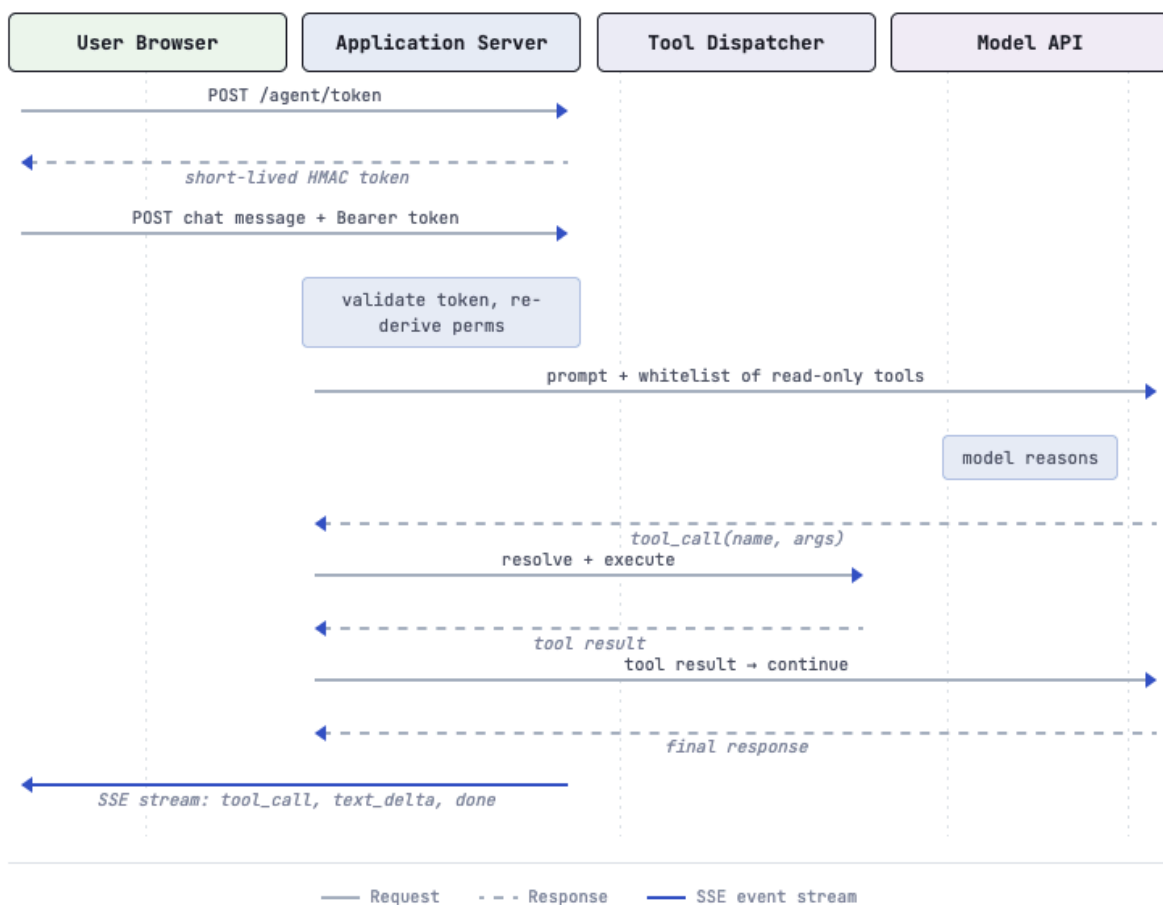 User Browser
Application Server
Tool Dispatcher
Model API
POST /agent/token
short-lived HMAC token
POST chat message + Bearer token
validate token, re-
derive perms
prompt + whitelist of read-only tools
model reasons
tool_call(name, args)
resolve + execute
tool result
tool result → continue
final response
SSE stream: tool_call, text_delta, done
Request
Response
SSE event stream